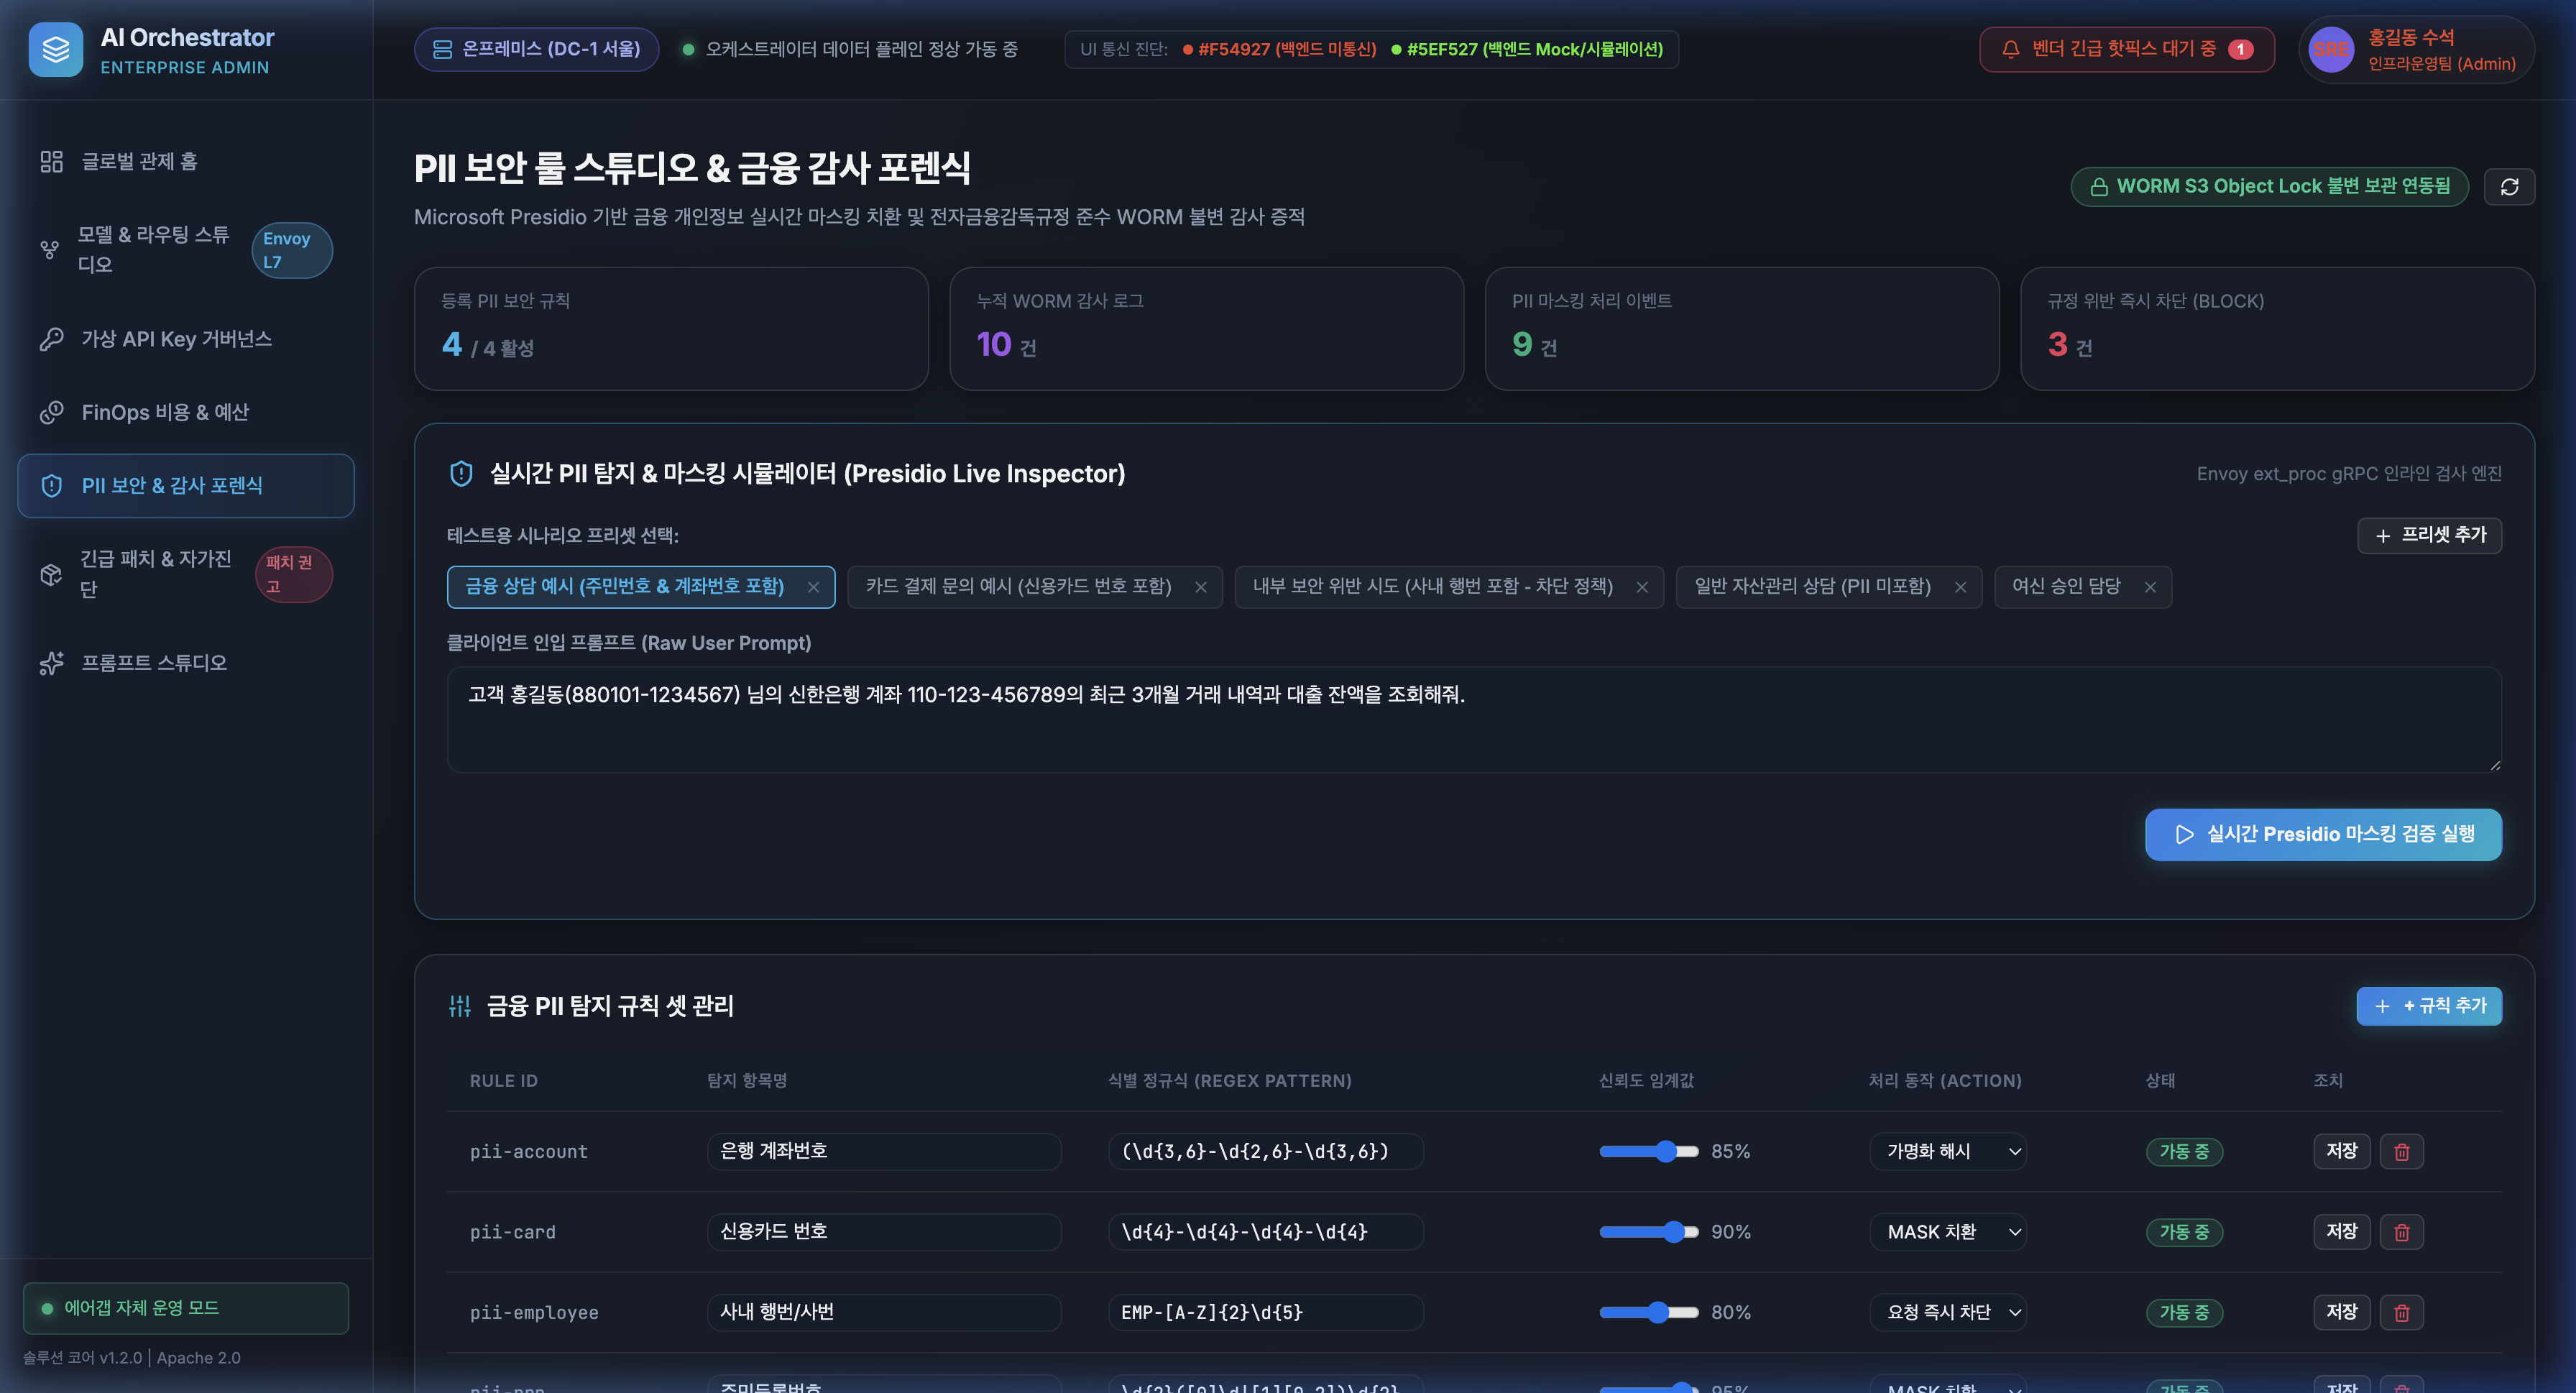 AI Orchestrator
ENTERPRISE ADMIN
온프레미스 (DC-1 서울)
오케스트레이터 데이터 플레인 정상 가동 중
UI 통신 진단: #F54927 (백엔드 미통신) #5EF527 (백엔드 Mock/시뮬레이션)
벤더 긴급 핫픽스 대기 중 1
SRE
홍길동 수석
인프라운영팀 (Admin)
글로벌 관제 홈
모델 & 라우팅 스튜
디오
Envoy
L7
가상 API Key 거버넌스
FinOps 비용 & 예산
PII 보안 & 감사 포렌식
긴급 패치 & 자가진
단
패치 권
고
프롬프트 스튜디오
에어갭 자체 운영 모드
솔루션 코어 v1.2.0 | Apache 2.0
PII 보안 룰 스튜디오 & 금융 감사 포렌식
Microsoft Presidio 기반 금융 개인정보 실시간 마스킹 치환 및 전자금융감독규정 준수 WORM 불변 감사 증적
WORM S3 Object Lock 불변 보관 연동됨
등록 PII 보안 규칙
4 / 4 활성
누적 WORM 감사 로그
10 건
PII 마스킹 처리 이벤트
9 건
규정 위반 즉시 차단 (BLOCK)
3 건
실시간 PII 탐지 & 마스킹 시뮬레이터 (Presidio Live Inspector)
Envoy ext_proc gRPC 인라인 검사 엔진
테스트용 시나리오 프리셋 선택:
프리셋 추가
금융 상담 예시 (주민번호 & 계좌번호 포함)
카드 결제 문의 예시 (신용카드 번호 포함)
내부 보안 위반 시도 (사내 행번 포함 - 차단 정책)
일반 자산관리 상담 (PII 미포함)
여신 승인 담당
클라이언트 인입 프롬프트 (Raw User Prompt)
고객 홍길동(880101-1234567) 님의 신한은행 계좌 110-123-456789의 최근 3개월 거래 내역과 대출 잔액을 조회해줘.
실시간 Presidio 마스킹 검증 실행
금융 PII 탐지 규칙 셋 관리
+ 규칙 추가
RULE ID 탐지 항목명 식별 정규식 (REGEX PATTERN) 신뢰도 임계값 처리 동작 (ACTION) 상태 조치
pii-account 은행 계좌번호 (\d{3,6}-\d{2,6}-\d{3,6}) 85% 가명화 해시 가동 중 저장
pii-card 신용카드 번호 \d{4}-\d{4}-\d{4}-\d{4} 90% MASK 치환 가동 중 저장
pii-employee 사내 행번/사번 EMP-[A-Z]{2}\d{5} 80% 요청 즉시 차단 가동 중 저장
주민등록번호 95% MASK 치환 가동 중 저장